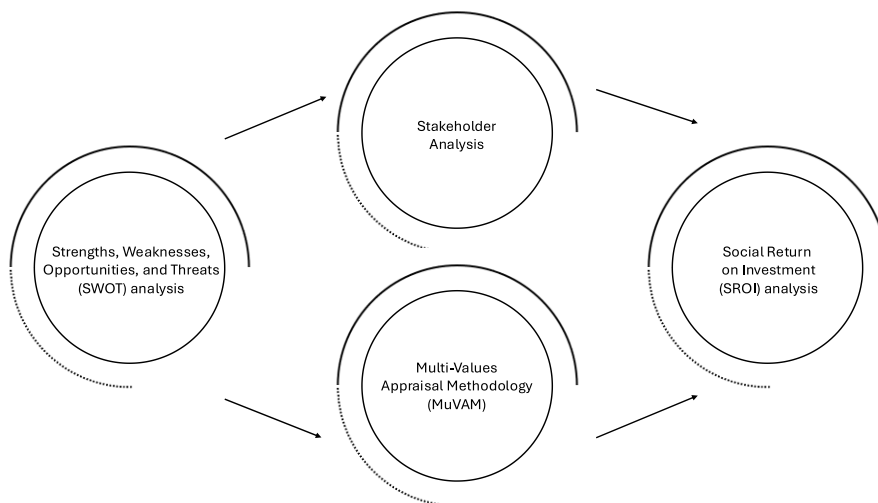 Strengths, Weaknesses,
Opportunities, and Threats
(SWOT) analysis
Stakeholder
Analysis
Multi-Values
Appraisal Methodology
(MuVAM)
Social Return
on Investment
(SROI) analysis